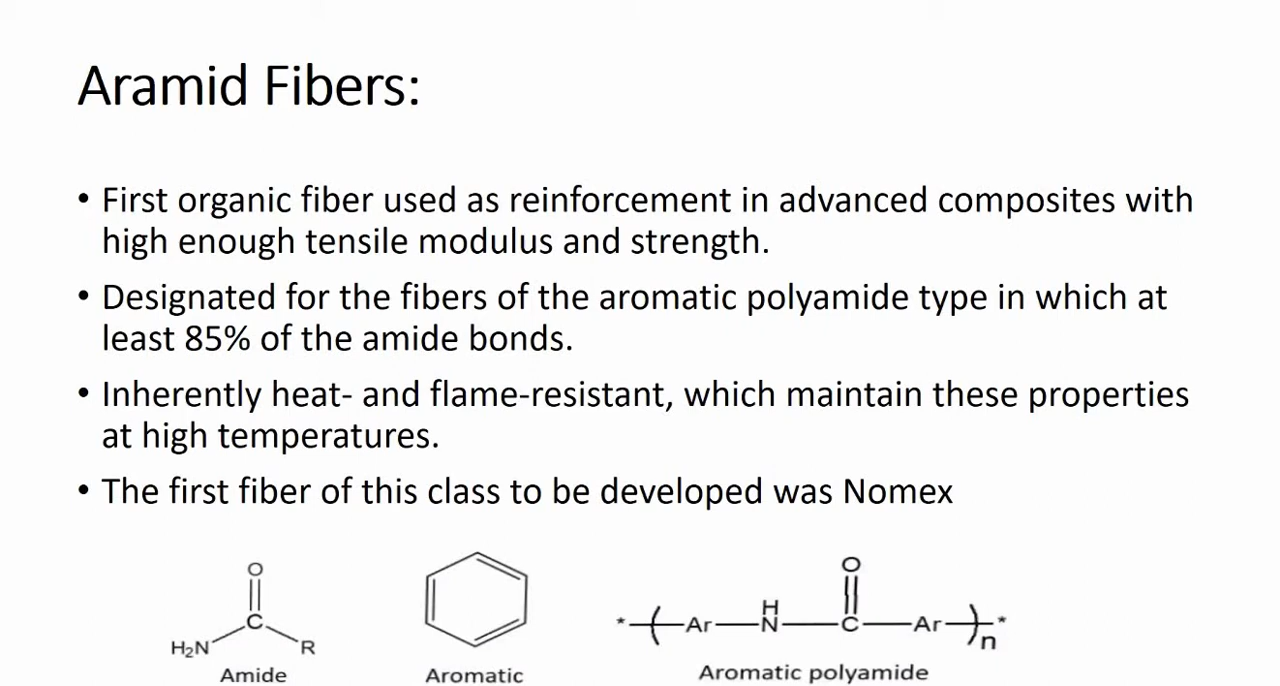 Aramid Fibers:
• First organic fiber used as reinforcement in advanced composites with
high enough tensile modulus and strength.
• Designated for the fibers of the aromatic polyamide type in which at
least 85% of the amide bonds.
• Inherently heat- and flame-resistant, which maintain these properties
at high temperatures.
• The first fiber of this class to be developed was Nomex
O
C
H₂N R
Amide
Aromatic
O
H
* ( Ar N C Ar ) *
n
Aromatic polyamide